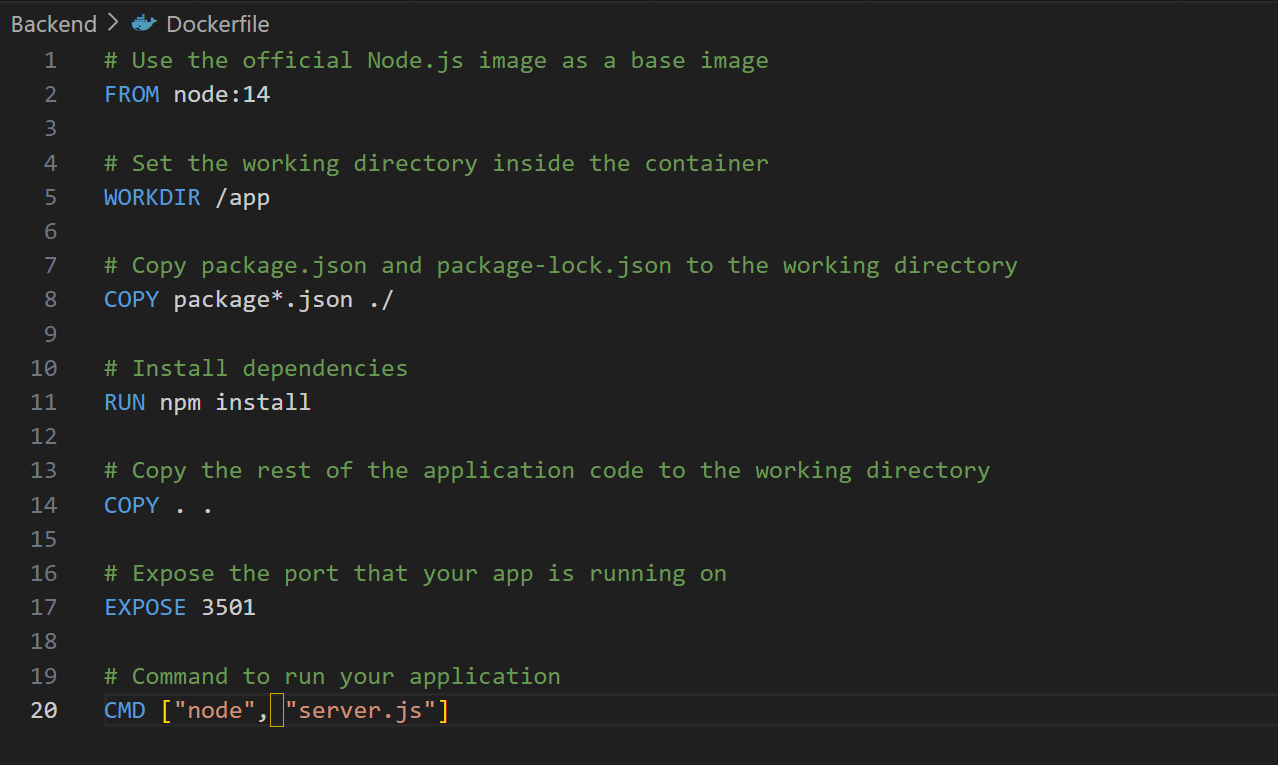 Backend > Dockerfile
1 # Use the official Node.js image as a base image
2 FROM node:14
3
4 # Set the working directory inside the container
5 WORKDIR /app
6
7 # Copy package.json and package-lock.json to the working directory
8 COPY package*.json ./
9
10 # Install dependencies
11 RUN npm install
12
13 # Copy the rest of the application code to the working directory
14 COPY . .
15
16 # Expose the port that your app is running on
17 EXPOSE 3501
18
19 # Command to run your application
20 CMD ["node", "server.js"]